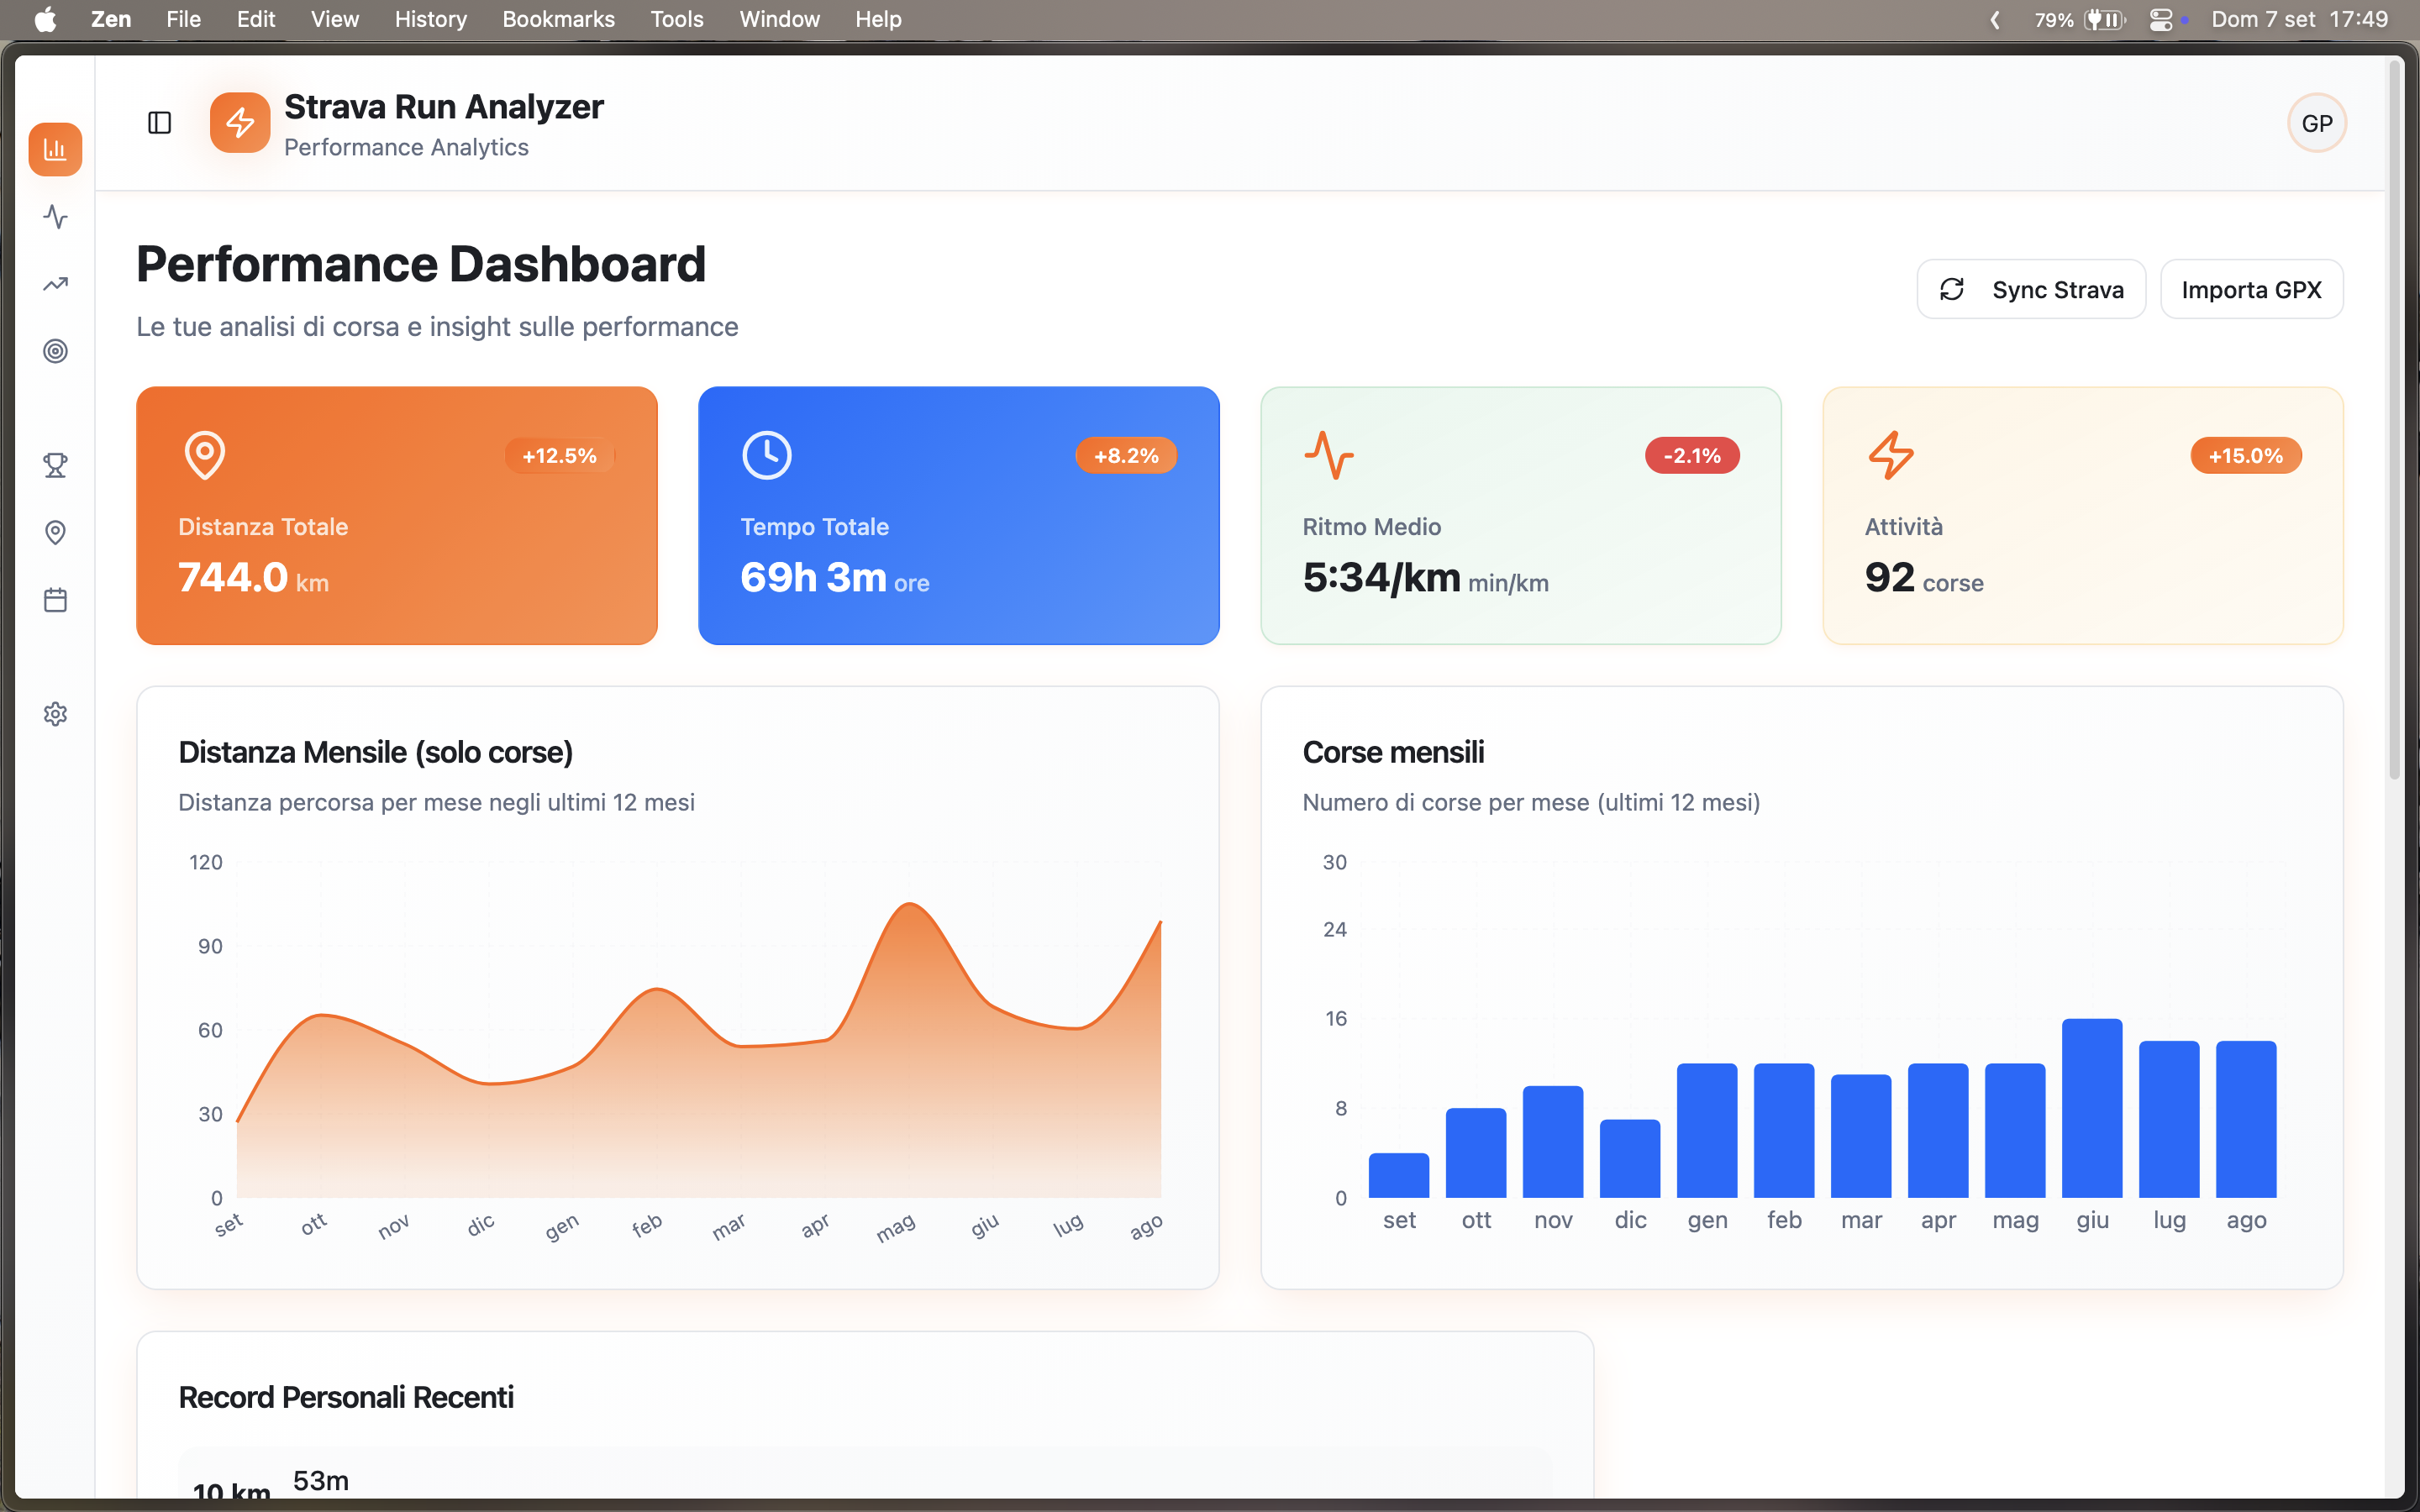 Zen File Edit View History Bookmarks Tools Window Help 79% Dom 7 set 17:49
Strava Run Analyzer
Performance Analytics
GP
Performance Dashboard
Le tue analisi di corsa e insight sulle performance
Sync Strava
Importa GPX
+12.5%
Distanza Totale
744.0 km
+8.2%
Tempo Totale
69h 3m ore
-2.1%
Ritmo Medio
5:34/km min/km
+15.0%
Attività
92 corse
Distanza Mensile (solo corse)
Distanza percorsa per mese negli ultimi 12 mesi
120
90
60
30
0
set ott nov dic gen feb mar apr mag giu lug ago
Corse mensili
Numero di corse per mese (ultimi 12 mesi)
30
24
16
8
0
set ott nov dic gen feb mar apr mag giu lug ago
Record Personali Recenti
10 km
53m